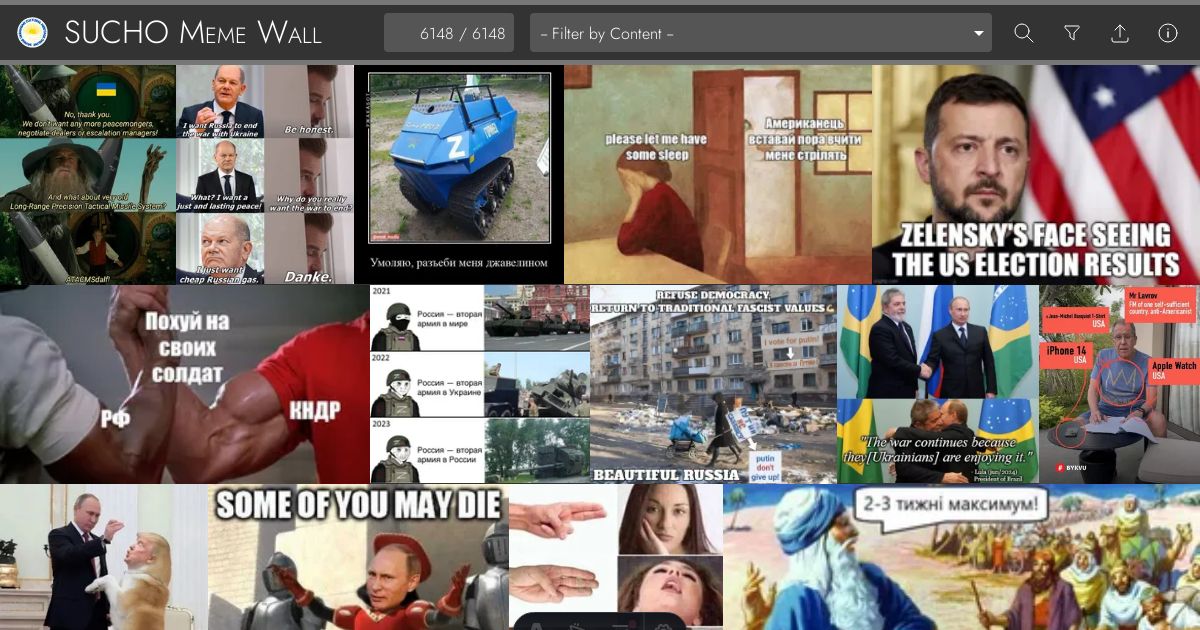 SUCHO Meme Wall
6148 / 6148
– Filter by Content –
No, thank you.
We don't want any more peacemongers,
negotiate dealers or escalation managers!
And what about very old
Long-Range Precision Tactical Missile System?
ATACMSdalf!
I want Russia to end
the war with Ukraine
Be honest.
What? I want a
just and lasting peace!
Why do you really
want the war to end?
I just want
cheap Russian gas.
Danke.
Z
Умоляю, разъеби меня джавелином
please let me have
some sleep
Американець
вставай пора вчити
мене стріляти
ZELENSKY'S FACE SEEING
THE US ELECTION RESULTS
Похуй на
своих
солдат
РФ
КНДР
2021
Россия — вторая
армия в мире
2022
Россия — вторая
армия в Украине
2023
Россия — вторая
армия в России
REFUSE DEMOCRACY,
RETURN TO TRADITIONAL FASCIST VALUES
I vote for putin!
putin
don't
give up!
BEAUTIFUL RUSSIA
"The war continues because
they[Ukrainians] are enjoying it."
- Lula (jun/2024)
President of Brazil
Mr Lavrov
FM of one self-sufficient
country, anti-Americanist
a Jean-Michel Basquiat T-Shirt
USA
iPhone 14
USA
Apple Watch
USA
BYKVU
SOME OF YOU MAY DIE
2-3 тижні максимум!